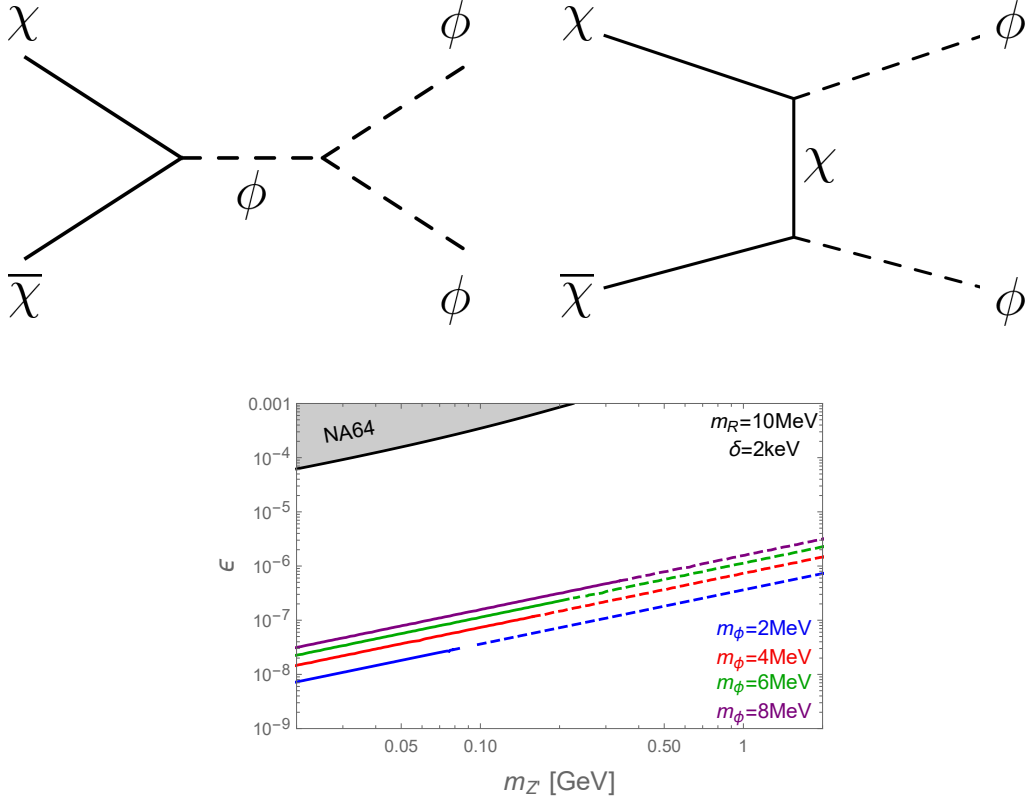 χ
ϕ
χ
ϕ
ϕ
χ
χ̅
ϕ
χ̅
ϕ
0.001
10⁻⁴
10⁻⁵
10⁻⁶
10⁻⁷
10⁻⁸
10⁻⁹
ϵ
NA64
m_R=10MeV
δ=2keV
m_ϕ=2MeV
m_ϕ=4MeV
m_ϕ=6MeV
m_ϕ=8MeV
0.05 0.10 0.50 1
m_Z' [GeV]